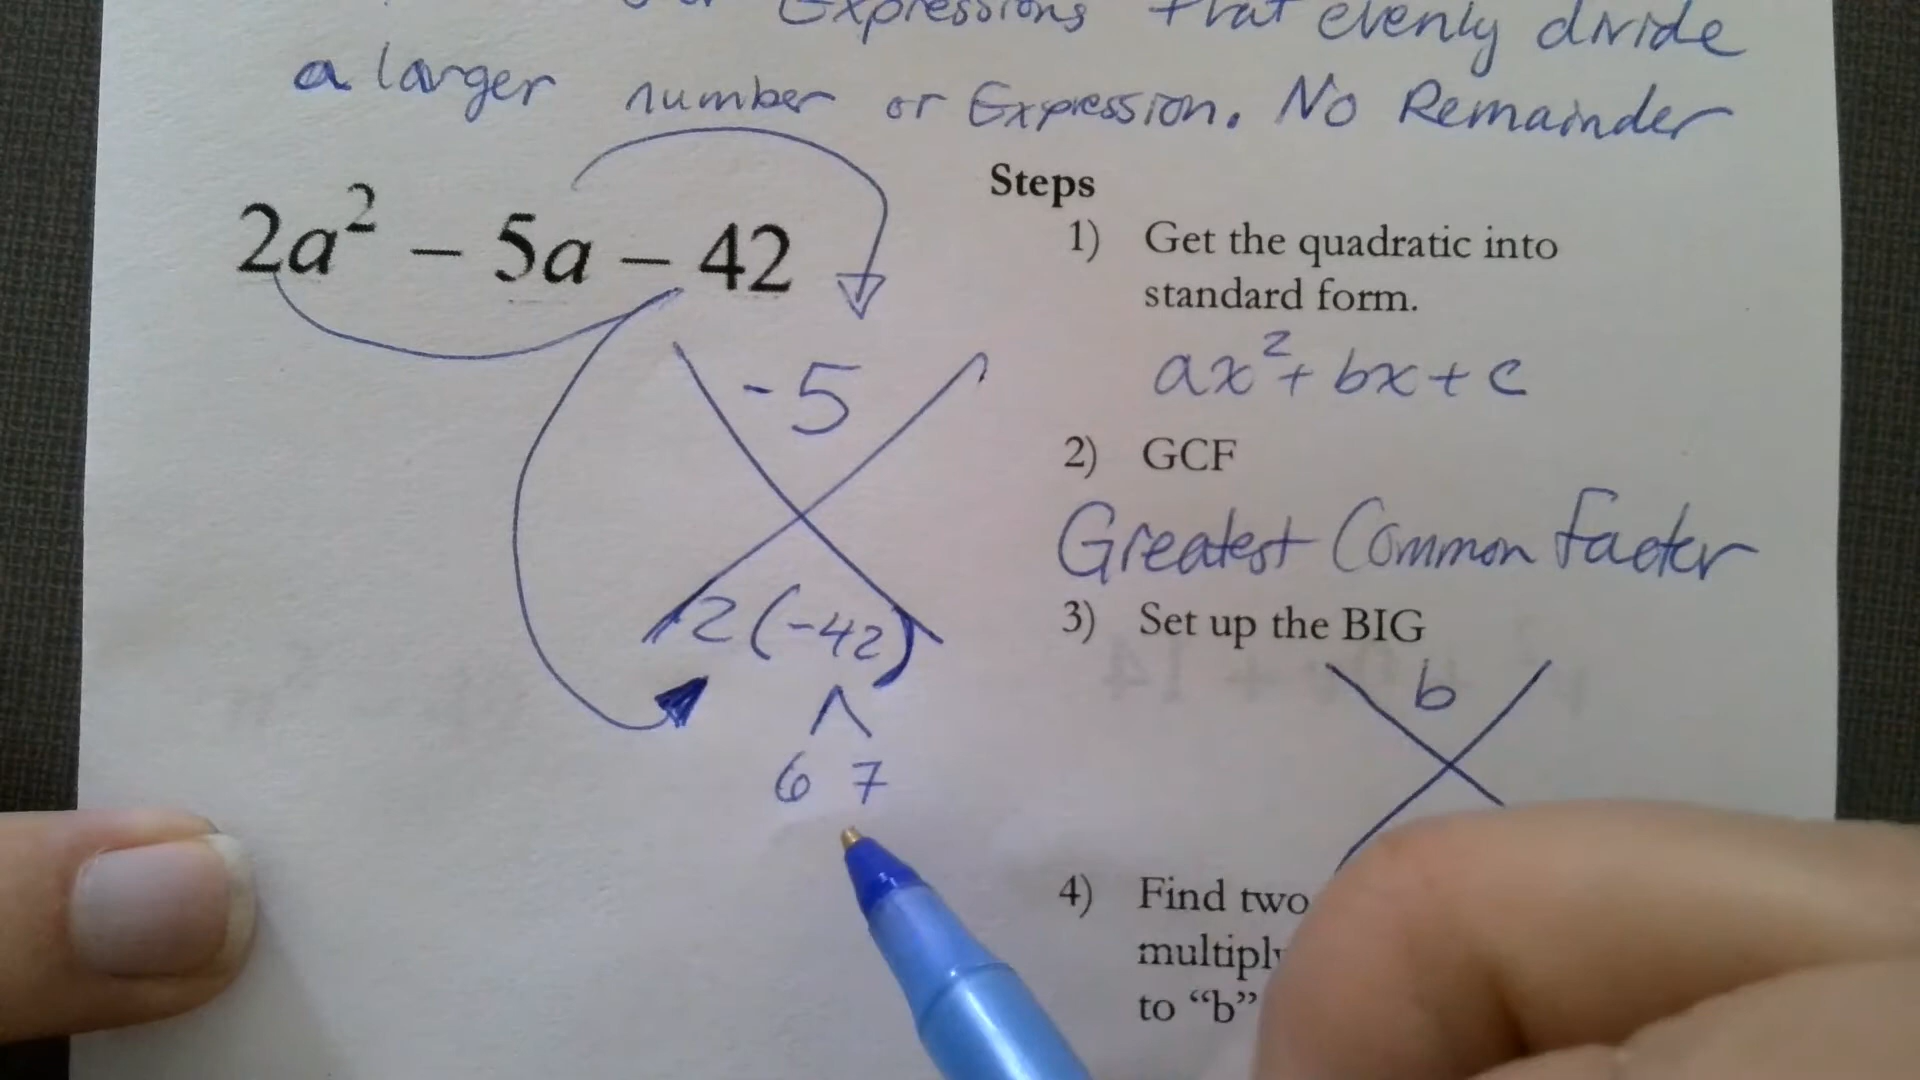 Expressions that evenly divide
a larger number or Expression. No Remainder
2a² − 5a − 42
Steps
1) Get the quadratic into
standard form.
ax² + bx + c
-5
2) GCF
Greatest Common Factor
2(-42)
3) Set up the BIG
b
6 7
4) Find two
multiply
to “b”